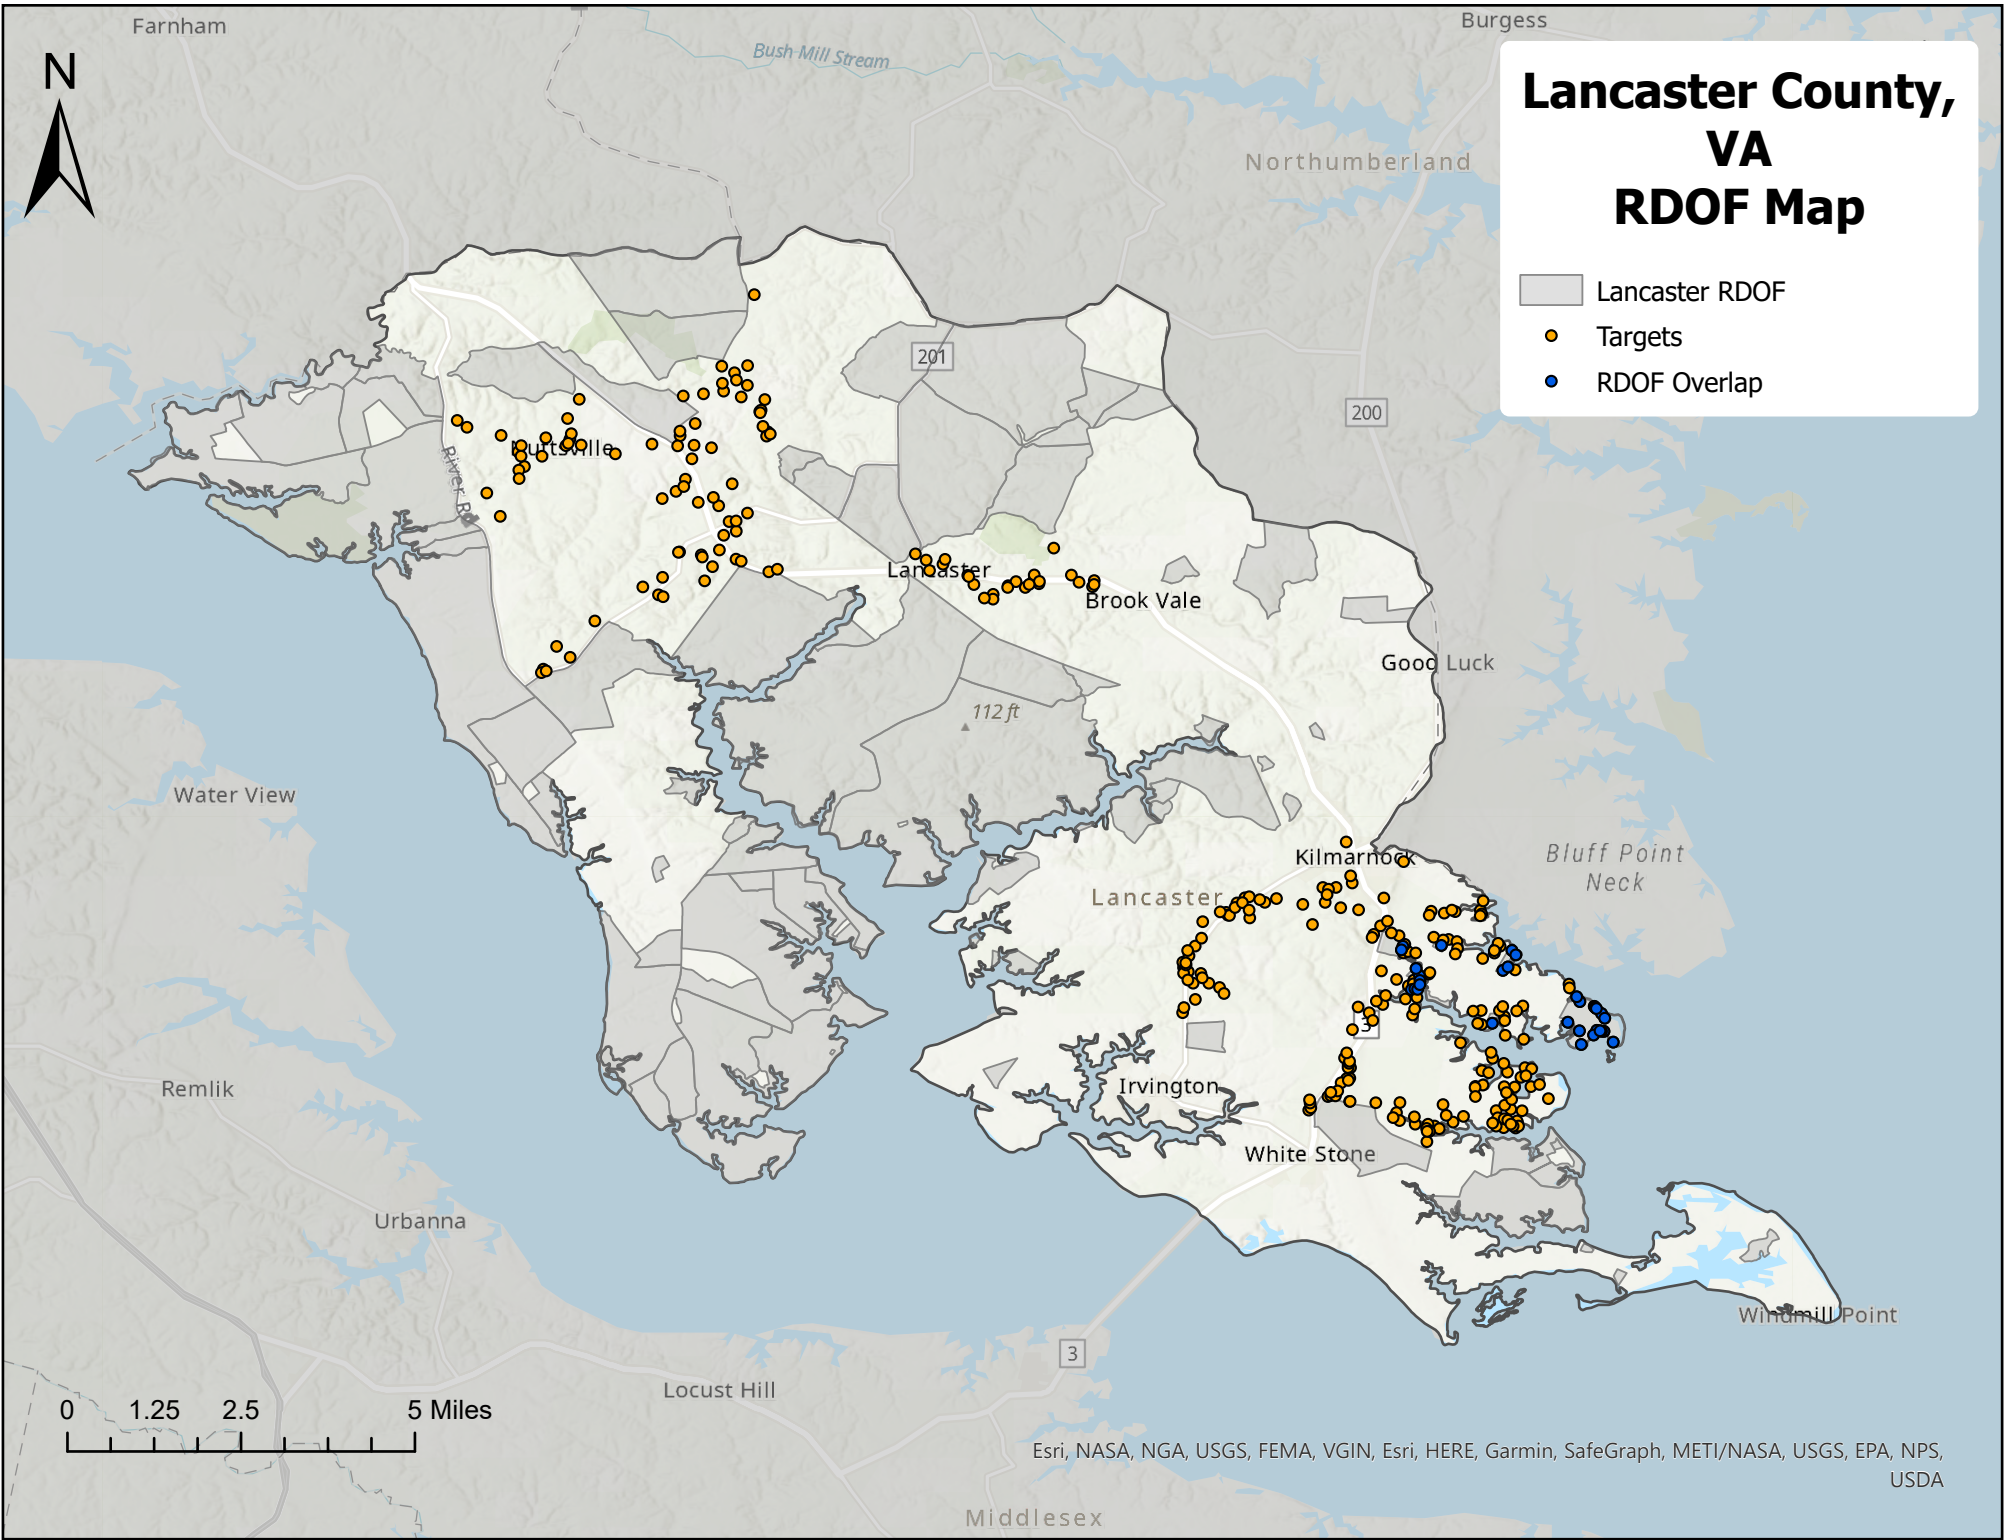 Farnham
Burgess
Bush Mill Stream
N
Lancaster County,
VA
RDOF Map
Northumberland
Lancaster RDOF
Targets
RDOF Overlap
201
200
Nuttsville
River Rd
Lancaster
Brook Vale
Good Luck
112 ft
Water View
Kilmarnock
Bluff Point
Neck
Lancaster
3
Remlik
Irvington
White Stone
Urbanna
Windmill Point
3
Locust Hill
0 1.25 2.5 5 Miles
Esri, NASA, NGA, USGS, FEMA, VGIN, Esri, HERE, Garmin, SafeGraph, METI/NASA, USGS, EPA, NPS,
USDA
Middlesex